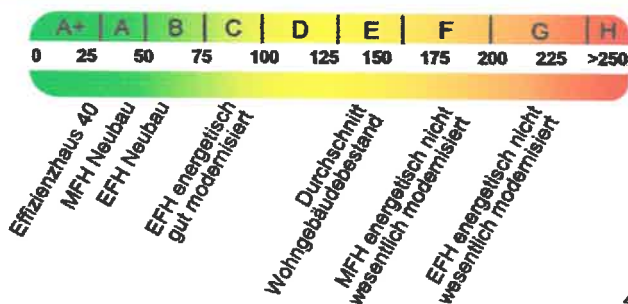 A+ A B C D E F G H
0 25 50 75 100 125 150 175 200 225 >250
Effizienzhaus 40
MFH Neubau
EFH Neubau
EFH energetisch
gut modernisiert
Durchschnitt
Wohngebäudebestand
MFH energetisch nicht
wesentlich modernisiert
EFH energetisch nicht
wesentlich modernisiert